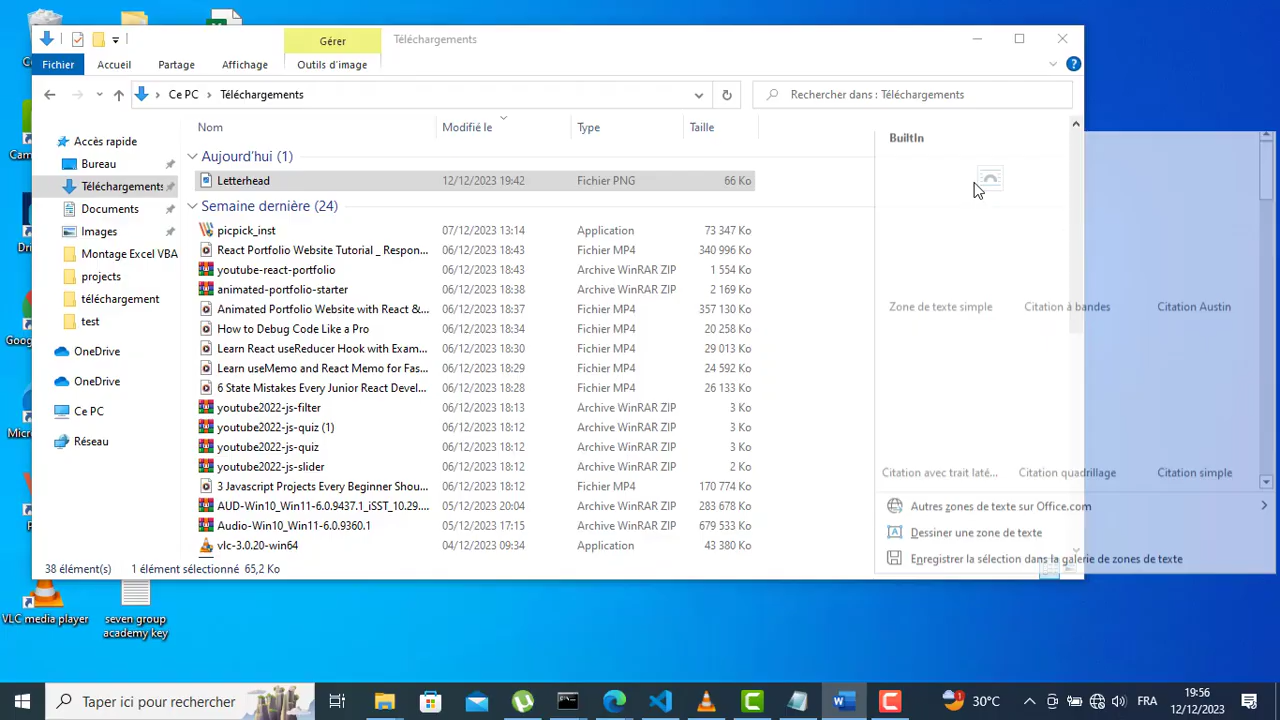 Gérer
Téléchargements
Fichier
Accueil
Partage
Affichage
Outils d'image
Ce PC
Téléchargements
Rechercher dans : Téléchargements
Nom
Modifié le
Type
Taille
Accès rapide
Bureau
Téléchargements
Documents
Images
Montage Excel VBA
projects
téléchargement
test
OneDrive
OneDrive
Ce PC
Réseau
Aujourd'hui (1)
Letterhead 12/12/2023 19:42 Fichier PNG 66 Ko
Semaine dernière (24)
picpick_inst 07/12/2023 13:14 Application 73 347 Ko
React Portfolio Website Tutorial _ Respon... 06/12/2023 18:43 Fichier MP4 340 996 Ko
youtube-react-portfolio 06/12/2023 18:43 Archive WinRAR ZIP 1 554 Ko
animated-portfolio-starter 06/12/2023 18:38 Archive WinRAR ZIP 2 169 Ko
Animated Portfolio Website with React &... 06/12/2023 18:37 Fichier MP4 357 130 Ko
How to Debug Code Like a Pro 06/12/2023 18:34 Fichier MP4 20 258 Ko
Learn React useReducer Hook with Exam... 06/12/2023 18:30 Fichier MP4 29 013 Ko
Learn useMemo and React Memo for Fas... 06/12/2023 18:29 Fichier MP4 24 592 Ko
6 State Mistakes Every Junior React Devel... 06/12/2023 18:28 Fichier MP4 26 133 Ko
youtube2022-js-filter 06/12/2023 18:13 Archive WinRAR ZIP 3 Ko
youtube2022-js-quiz (1) 06/12/2023 18:12 Archive WinRAR ZIP 3 Ko
youtube2022-js-quiz 06/12/2023 18:12 Archive WinRAR ZIP 3 Ko
youtube2022-js-slider 06/12/2023 18:12 Archive WinRAR ZIP 2 Ko
3 Javascript Projects Every Beginner Shou... 06/12/2023 18:12 Fichier MP4 170 774 Ko
AUD-Win10_Win11-6.0.9437.1_iSST_10.29.... 05/12/2023 20:04 Archive WinRAR ZIP 283 678 Ko
Audio-Win10_Win11-6.0.9360.1 05/12/2023 17:15 Archive WinRAR ZIP 679 533 Ko
vlc-3.0.20-win64 04/12/2023 09:34 Application 43 380 Ko
38 élément(s) 1 élément sélectionné 65,2 Ko
BuiltIn
Zone de texte simple
Citation à bandes
Citation Austin
Citation avec trait laté...
Citation quadrillage
Citation simple
Autres zones de texte sur Office.com
Dessiner une zone de texte
Enregistrer la sélection dans la galerie de zones de texte
VLC media player
seven group
academy key
Taper ici pour rechercher
30°C
FRA
19:56
12/12/2023